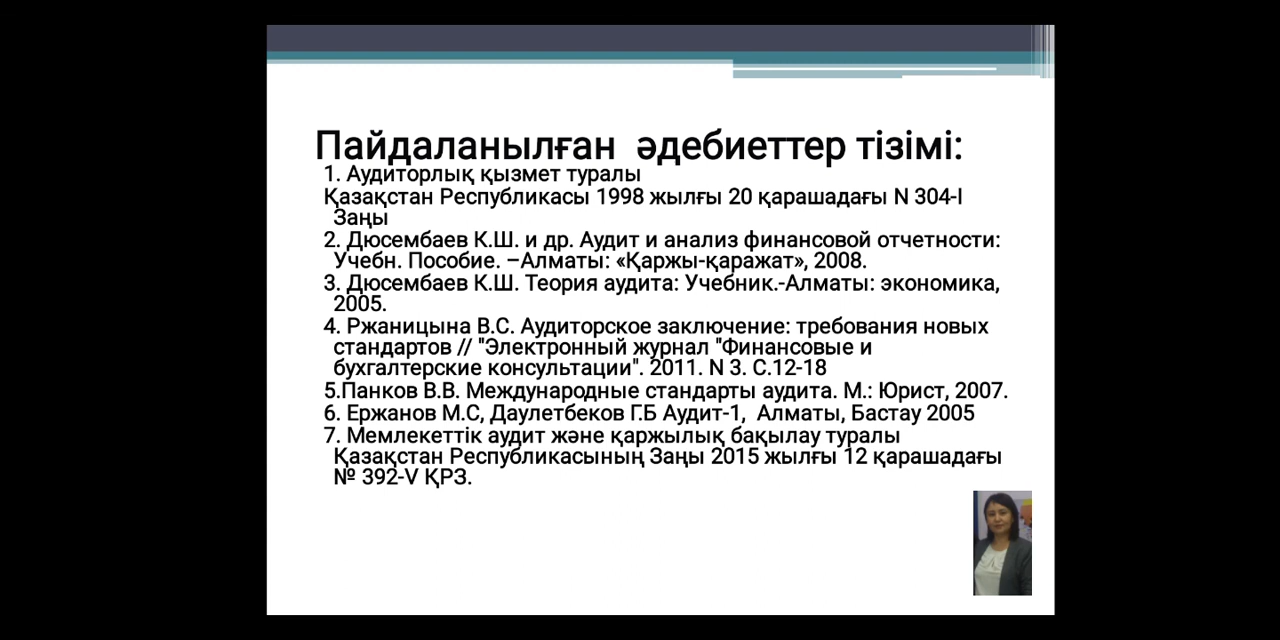 Пайдаланылған әдебиеттер тізімі:
1. Аудиторлық қызмет туралы
Қазақстан Республикасы 1998 жылғы 20 қарашадағы N 304-I
Заңы
2. Дюсембаев К.Ш. и др. Аудит и анализ финансовой отчетности:
Учебн. Пособие. –Алматы: «Қаржы-қаражат», 2008.
3. Дюсембаев К.Ш. Теория аудита: Учебник.-Алматы: экономика,
2005.
4. Ржаницына В.С. Аудиторское заключение: требования новых
стандартов // "Электронный журнал "Финансовые и
бухгалтерские консультации". 2011. N 3. С.12-18
5.Панков В.В. Международные стандарты аудита. М.: Юрист, 2007.
6. Ержанов М.С, Даулетбеков Г.Б Аудит-1, Алматы, Бастау 2005
7. Мемлекеттік аудит және қаржылық бақылау туралы
Қазақстан Республикасының Заңы 2015 жылғы 12 қарашадағы
№ 392-V ҚРЗ.